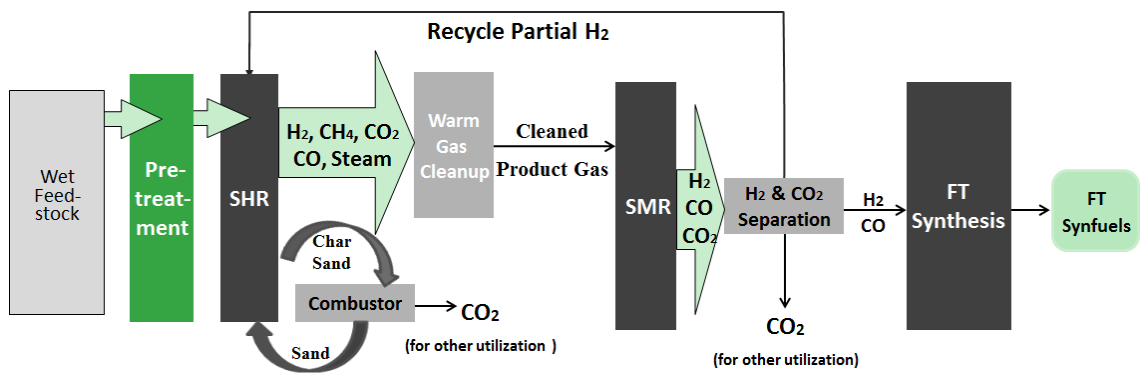 Recycle Partial H₂
Wet
Feed-
stock
Pre-
treat-
ment
SHR
H₂, CH₄, CO₂
CO, Steam
Warm
Gas
Cleanup
Cleaned
Product Gas
Char
Sand
Combustor
Sand
CO₂
(for other utilization )
SMR
H₂
CO
CO₂
H₂ & CO₂
Separation
CO₂
(for other utilization)
H₂
CO
FT
Synthesis
FT
Synfuels